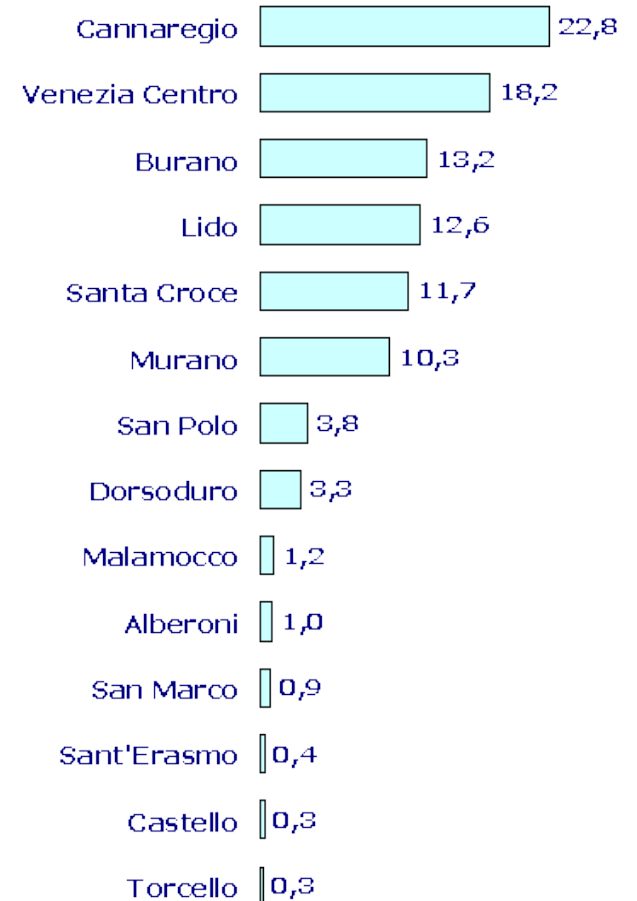 Cannaregio 22,8
Venezia Centro 18,2
Burano 13,2
Lido 12,6
Santa Croce 11,7
Murano 10,3
San Polo 3,8
Dorsoduro 3,3
Malamocco 1,2
Alberoni 1,0
San Marco 0,9
Sant'Erasmo 0,4
Castello 0,3
Torcello 0,3